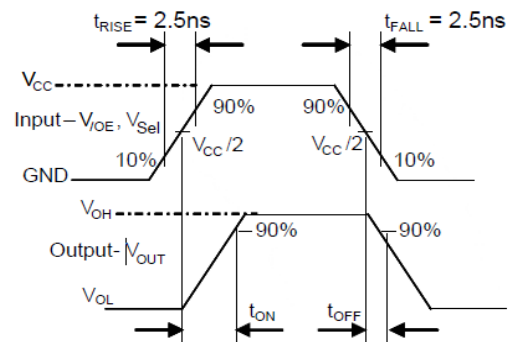 tRISE = 2.5ns
tFALL = 2.5ns
VCC
90%
90%
Input– V/OE, VSel
VCC/2
VCC/2
10%
10%
GND
VOH
90%
90%
Output- VOUT
VOL
tON
tOFF